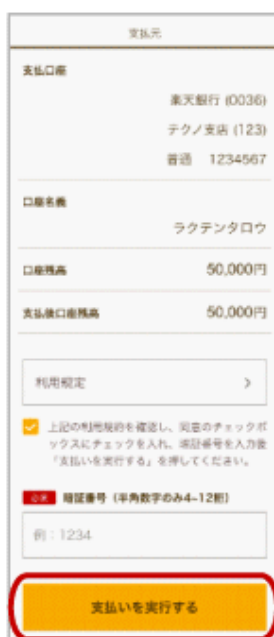 支払元
支払口座
楽天銀行 (0036)
テクノ支店 (123)
普通 1234567
口座名義
ラクテンタロウ
口座残高 50,000円
支払後口座残高 50,000円
利用規定
上記の利用規約を確認し、同意のチェックボ
ックスにチェックを入れ、暗証番号を入力後
「支払いを実行する」を押してください。
必須 暗証番号 (半角数字のみ4~12桁)
例：1234
支払いを実行する